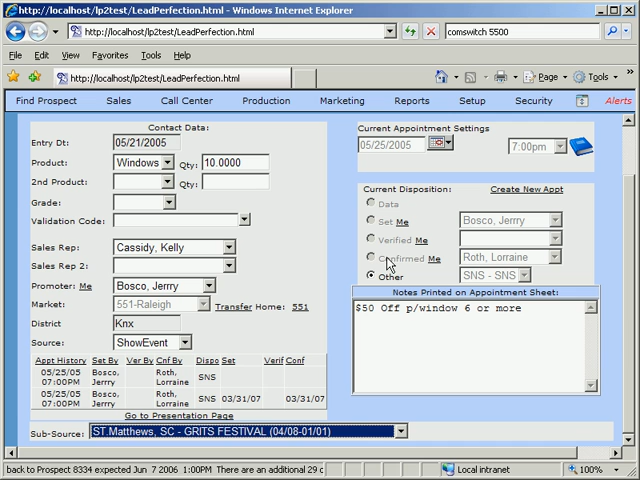 http://localhost/lp2test/LeadPerfection.html - Windows Internet Explorer
http://localhost/lp2test/LeadPerfection.html
comswitch 5500
File Edit View Favorites Tools Help
http://localhost/lp2test/LeadPerfection.html
Page Tools
Find Prospect Sales Call Center Production Marketing Reports Setup Security Alerts
Contact Data:
Entry Dt: 05/21/2005
Product: Windows Qty: 10.0000
2nd Product: Qty:
Grade:
Validation Code:
Sales Rep: Cassidy, Kelly
Sales Rep 2:
Promoter: Me Bosco, Jerrry
Market: 551-Raleigh Transfer Home: 551
District Knx
Source: ShowEvent
Appt History Set By Ver By Cnf By Dispo Set Verif Conf
05/25/05 07:00PM Bosco, Jerrry Roth, Lorraine SNS
05/25/05 07:00PM Bosco, Jerrry Roth, Lorraine SNS 03/31/07 03/31/07
Go to Presentation Page
Sub-Source: ST.Matthews, SC - GRITS FESTIVAL (04/08-01/01)
Current Appointment Settings
05/25/2005 7:00pm
Current Disposition: Create New Appt
Data
Set Me Bosco, Jerrry
Verified Me
Confirmed Me Roth, Lorraine
Other SNS - SNS
Notes Printed on Appointment Sheet:
$50 Off p/window 6 or more
back to Prospect 8334 expected Jun 7 2006 1:00PM There are an additional 29 c
Local intranet
100%